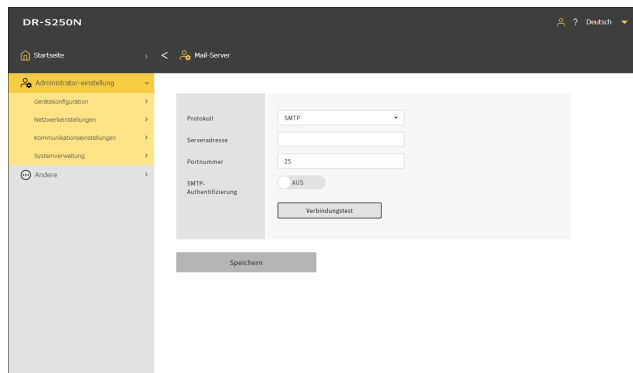 DR-S250N
? Deutsch
Startseite
Mail-Server
Administrator-einstellung
Gerätekonfiguration
Netzwerkeinstellungen
Kommunikationseinstellungen
Systemverwaltung
Andere
Protokoll
SMTP
Serveradresse
Portnummer
25
SMTP-
Authentifizierung
AUS
Verbindungstest
Speichern